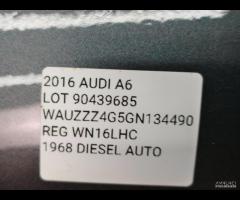 2016 AUDI A6
LOT 90439685
WAUZZZ4G5GN134490
REG WN16LHC
1968 DIESEL AUTO